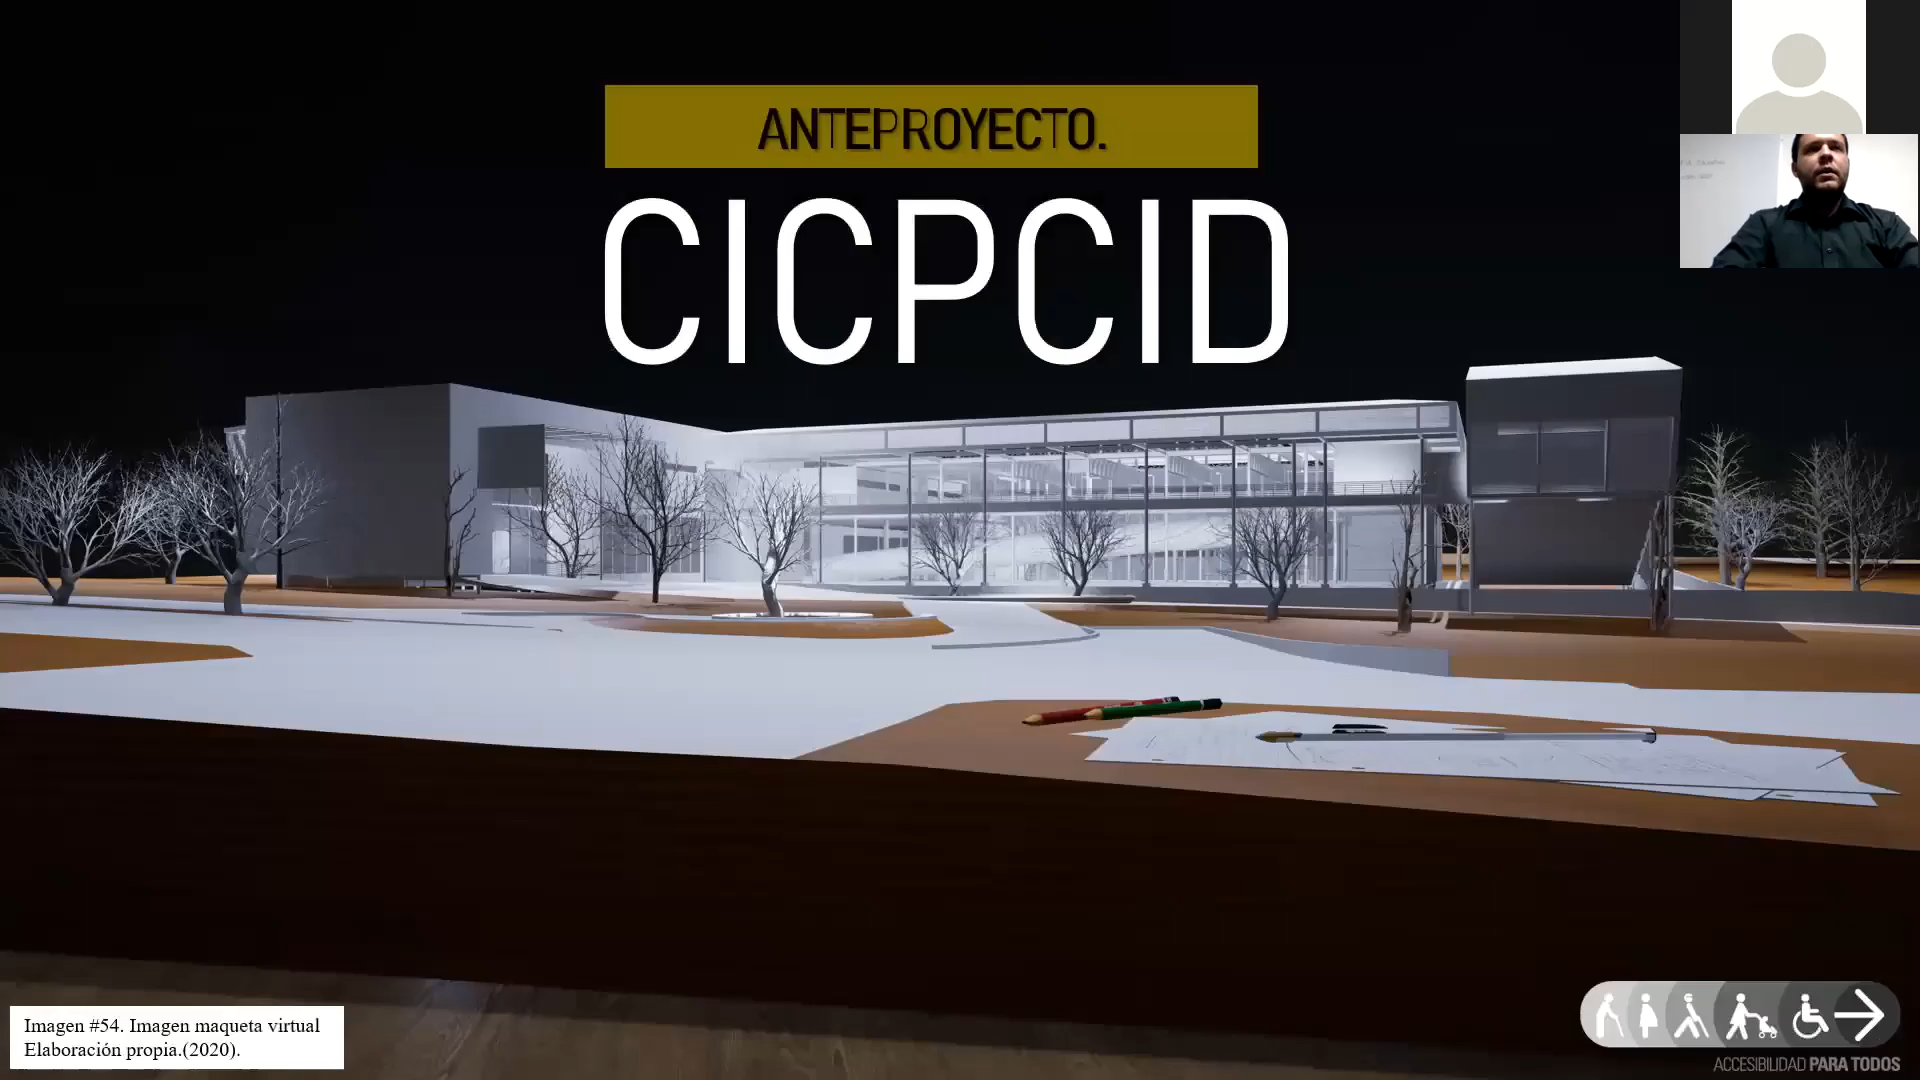 ANTEPROYECTO.
CICPCID
Imagen #54. Imagen maqueta virtual
Elaboración propia.(2020).
ACCESIBILIDAD PARA TODOS